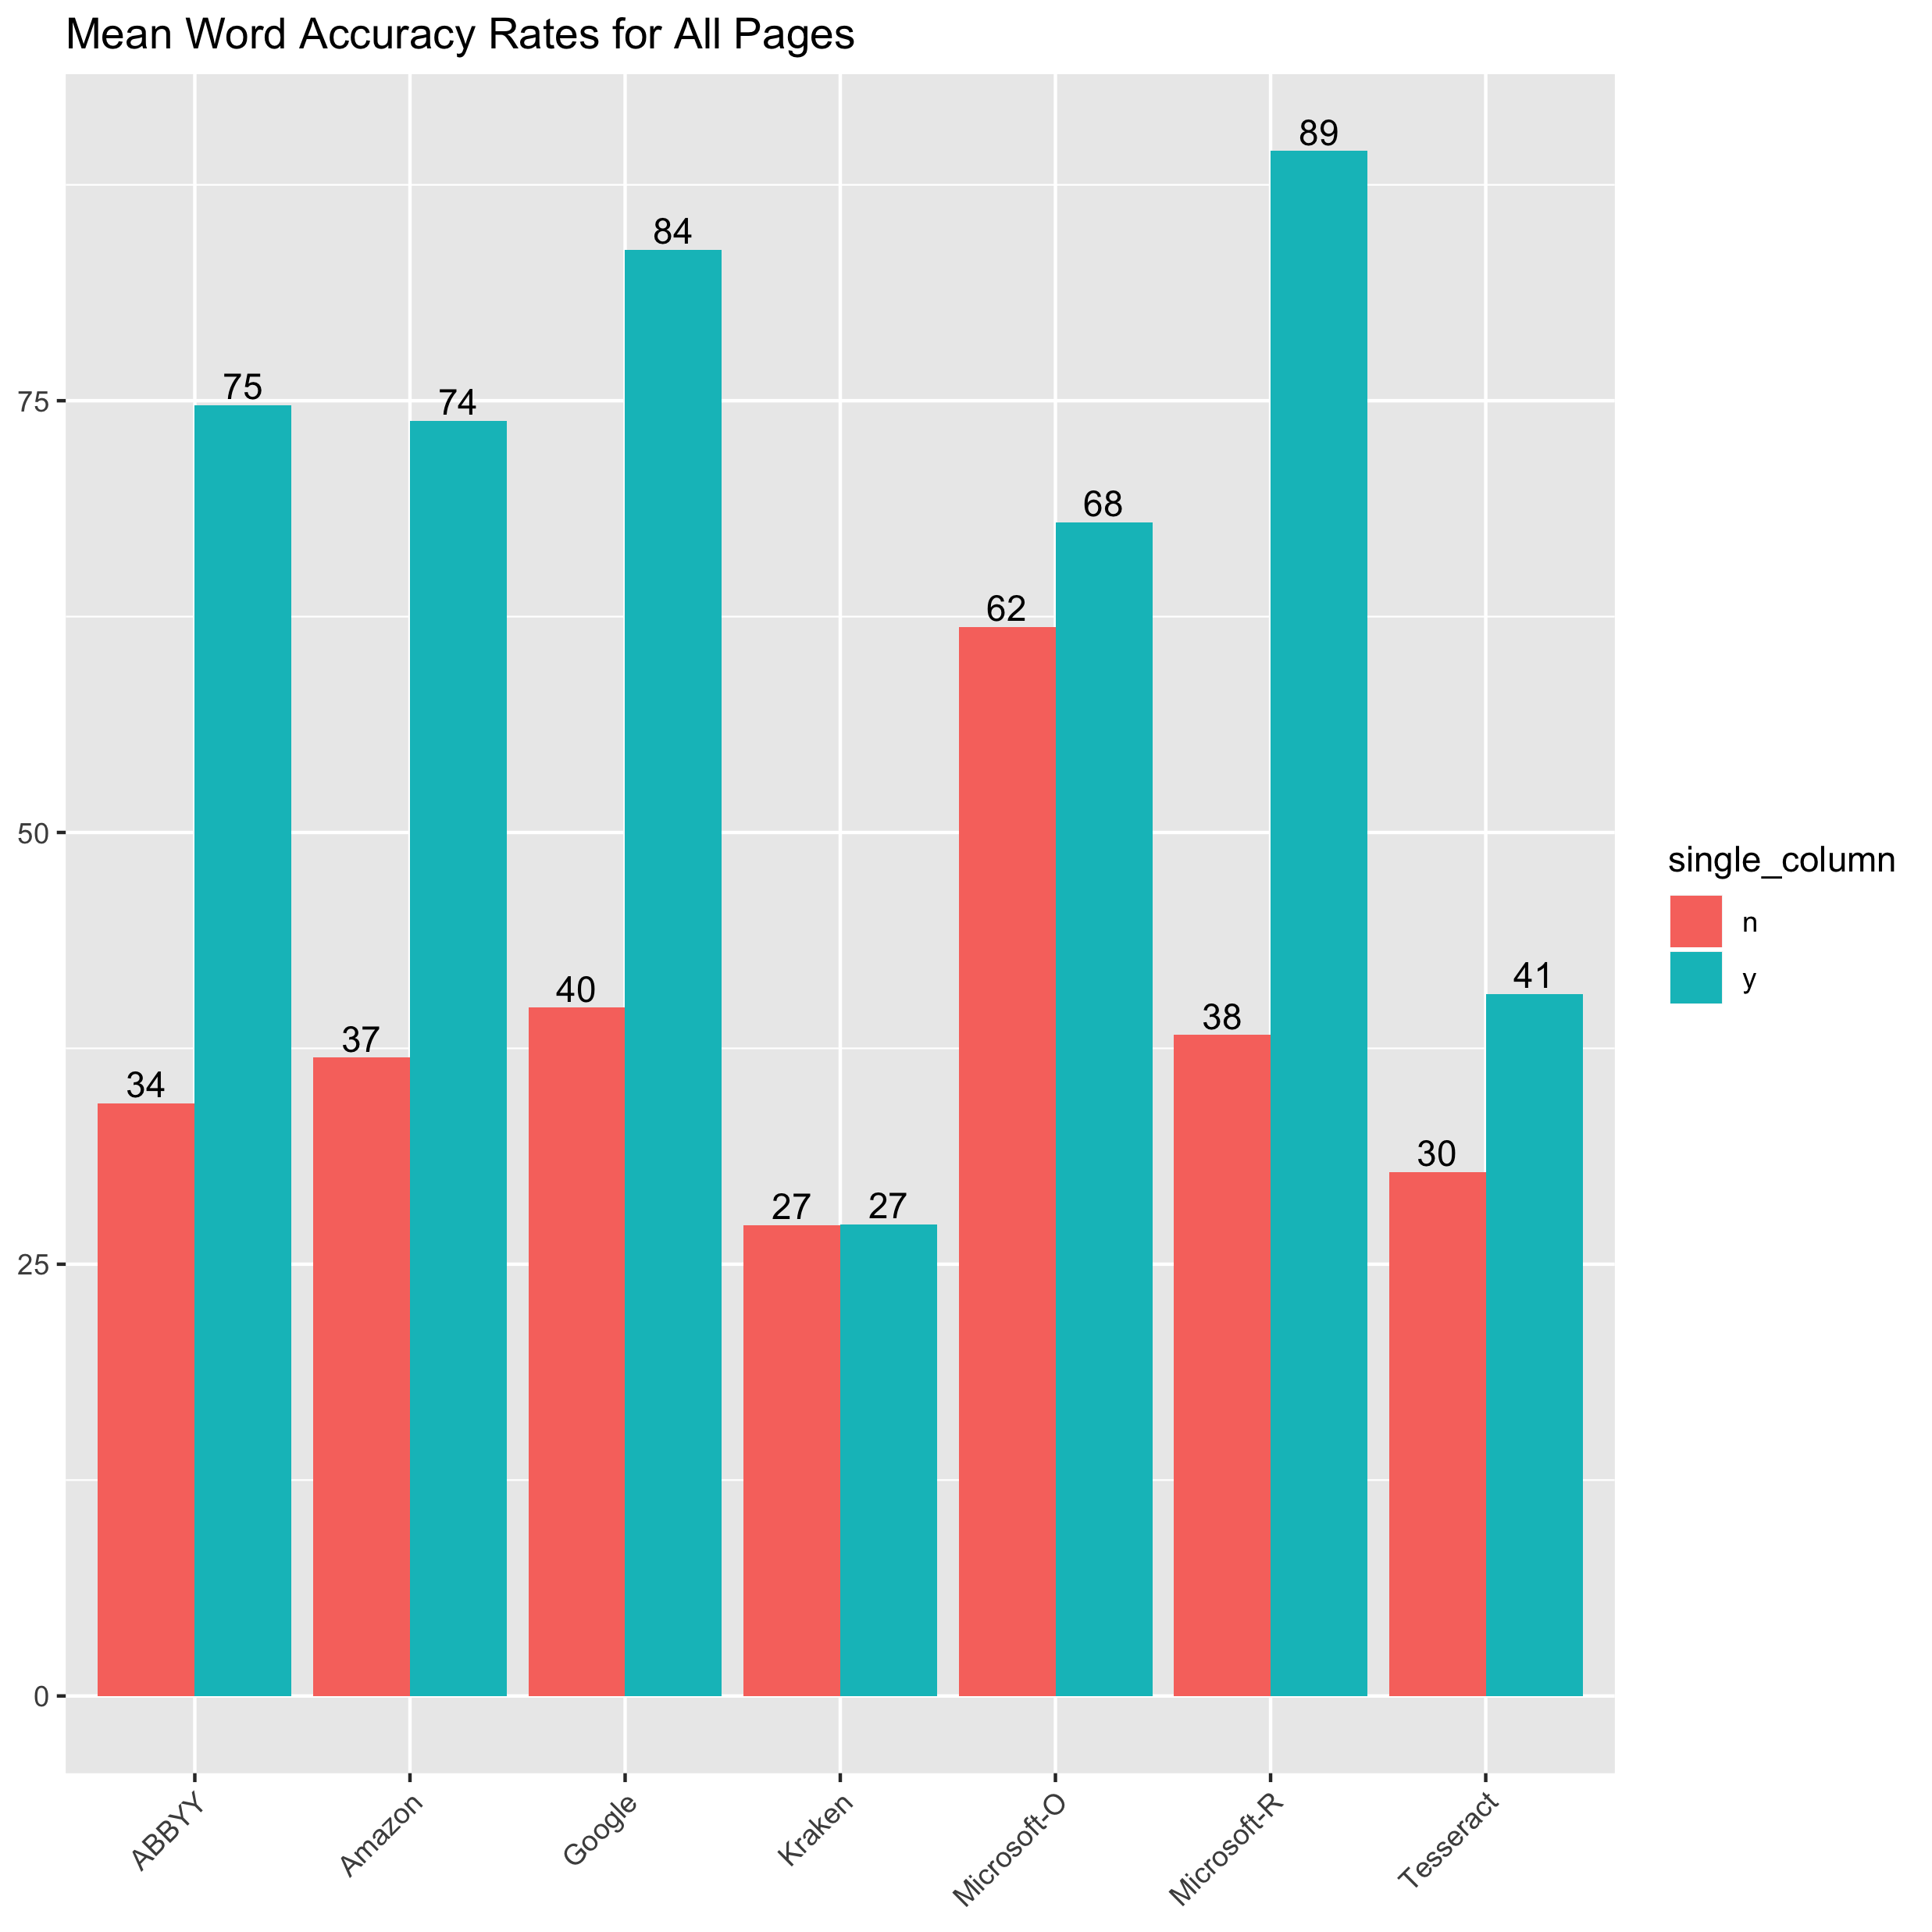 Mean Word Accuracy Rates for All Pages
89
84
75
75
74
68
62
50
single_column
n
y
41
40
38
37
34
30
27
27
25
0
ABBYY
Amazon
Google
Kraken
Microsoft-O
Microsoft-R
Tesseract